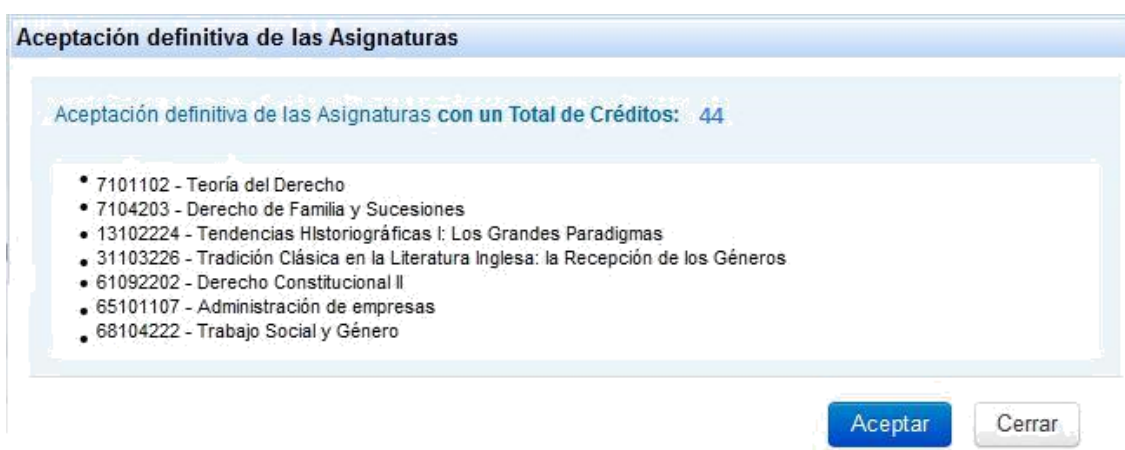 Aceptación definitiva de las Asignaturas
Aceptación definitiva de las Asignaturas con un Total de Créditos: 44
• 7101102 - Teoría del Derecho
• 7104203 - Derecho de Familia y Sucesiones
• 13102224 - Tendencias HIstoriográficas I: Los Grandes Paradigmas
• 31103226 - Tradición Clásica en la Literatura Inglesa: la Recepción de los Géneros
• 61092202 - Derecho Constitucional II
• 65101107 - Administración de empresas
• 68104222 - Trabajo Social y Género
Aceptar Cerrar